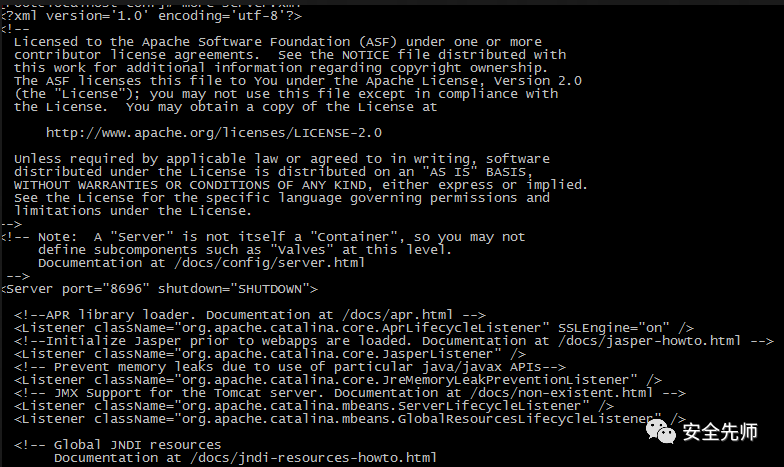 [root@localhost conf]# more server.xml
<?xml version='1.0' encoding='utf-8'?>
<!--
  Licensed to the Apache Software Foundation (ASF) under one or more
  contributor license agreements.  See the NOTICE file distributed with
  this work for additional information regarding copyright ownership.
  The ASF licenses this file to You under the Apache License, Version 2.0
  (the "License"); you may not use this file except in compliance with
  the License.  You may obtain a copy of the License at

      http://www.apache.org/licenses/LICENSE-2.0

  Unless required by applicable law or agreed to in writing, software
  distributed under the License is distributed on an "AS IS" BASIS,
  WITHOUT WARRANTIES OR CONDITIONS OF ANY KIND, either express or implied.
  See the License for the specific language governing permissions and
  limitations under the License.
-->
<!-- Note:  A "Server" is not itself a "Container", so you may not
     define subcomponents such as "Valves" at this level.
     Documentation at /docs/config/server.html
 -->
<Server port="8696" shutdown="SHUTDOWN">

  <!--APR library loader. Documentation at /docs/apr.html -->
  <Listener className="org.apache.catalina.core.AprLifecycleListener" SSLEngine="on" />
  <!--Initialize Jasper prior to webapps are loaded. Documentation at /docs/jasper-howto.html -->
  <Listener className="org.apache.catalina.core.JasperListener" />
  <!-- Prevent memory leaks due to use of particular java/javax APIs-->
  <Listener className="org.apache.catalina.core.JreMemoryLeakPreventionListener" />
  <!-- JMX Support for the Tomcat server. Documentation at /docs/non-existent.html -->
  <Listener className="org.apache.catalina.mbeans.ServerLifecycleListener" />
  <Listener className="org.apache.catalina.mbeans.GlobalResourcesLifecycleListener" />

  <!-- Global JNDI resources
       Documentation at /docs/jndi-resources-howto.html
安全先师